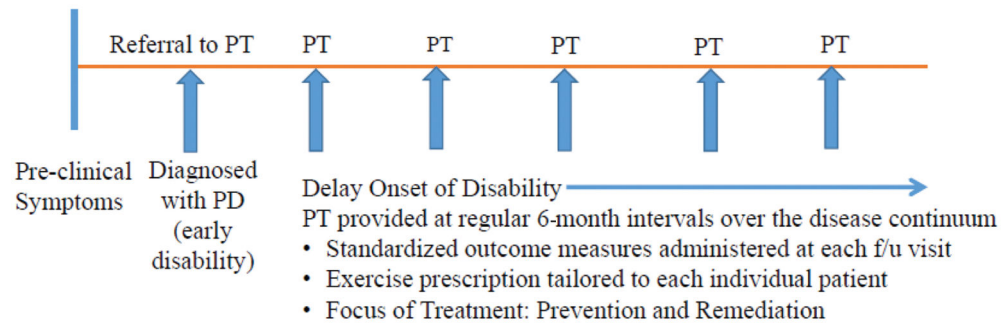 Referral to PT PT PT PT PT PT
Pre-clinical
Symptoms
Diagnosed
with PD
(early
disability)
Delay Onset of Disability
PT provided at regular 6-month intervals over the disease continuum
• Standardized outcome measures administered at each f/u visit
• Exercise prescription tailored to each individual patient
• Focus of Treatment: Prevention and Remediation